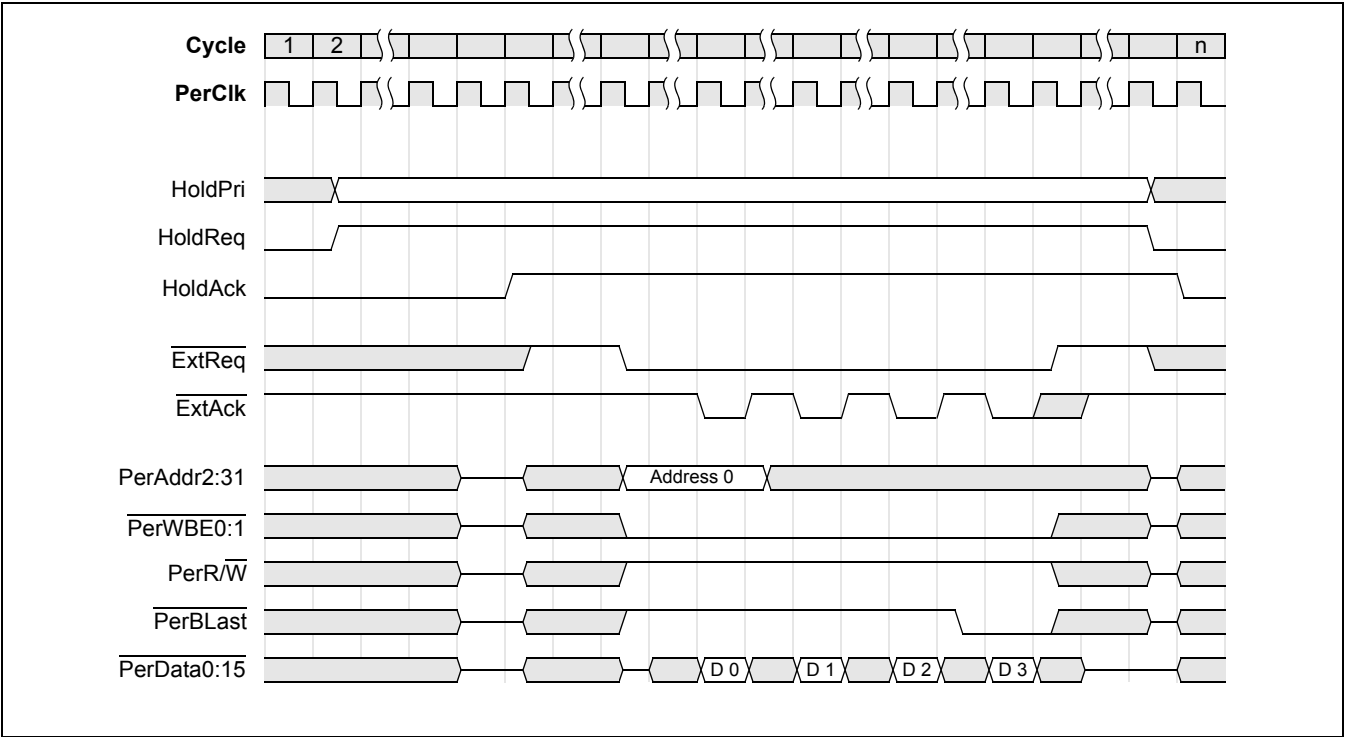 Cycle 1 2 n
PerClk
HoldPri
HoldReq
HoldAck
ExtReq
ExtAck
PerAddr2:31 Address 0
PerWBE0:1
PerR/W
PerBLast
PerData0:15 D 0 D 1 D 2 D 3